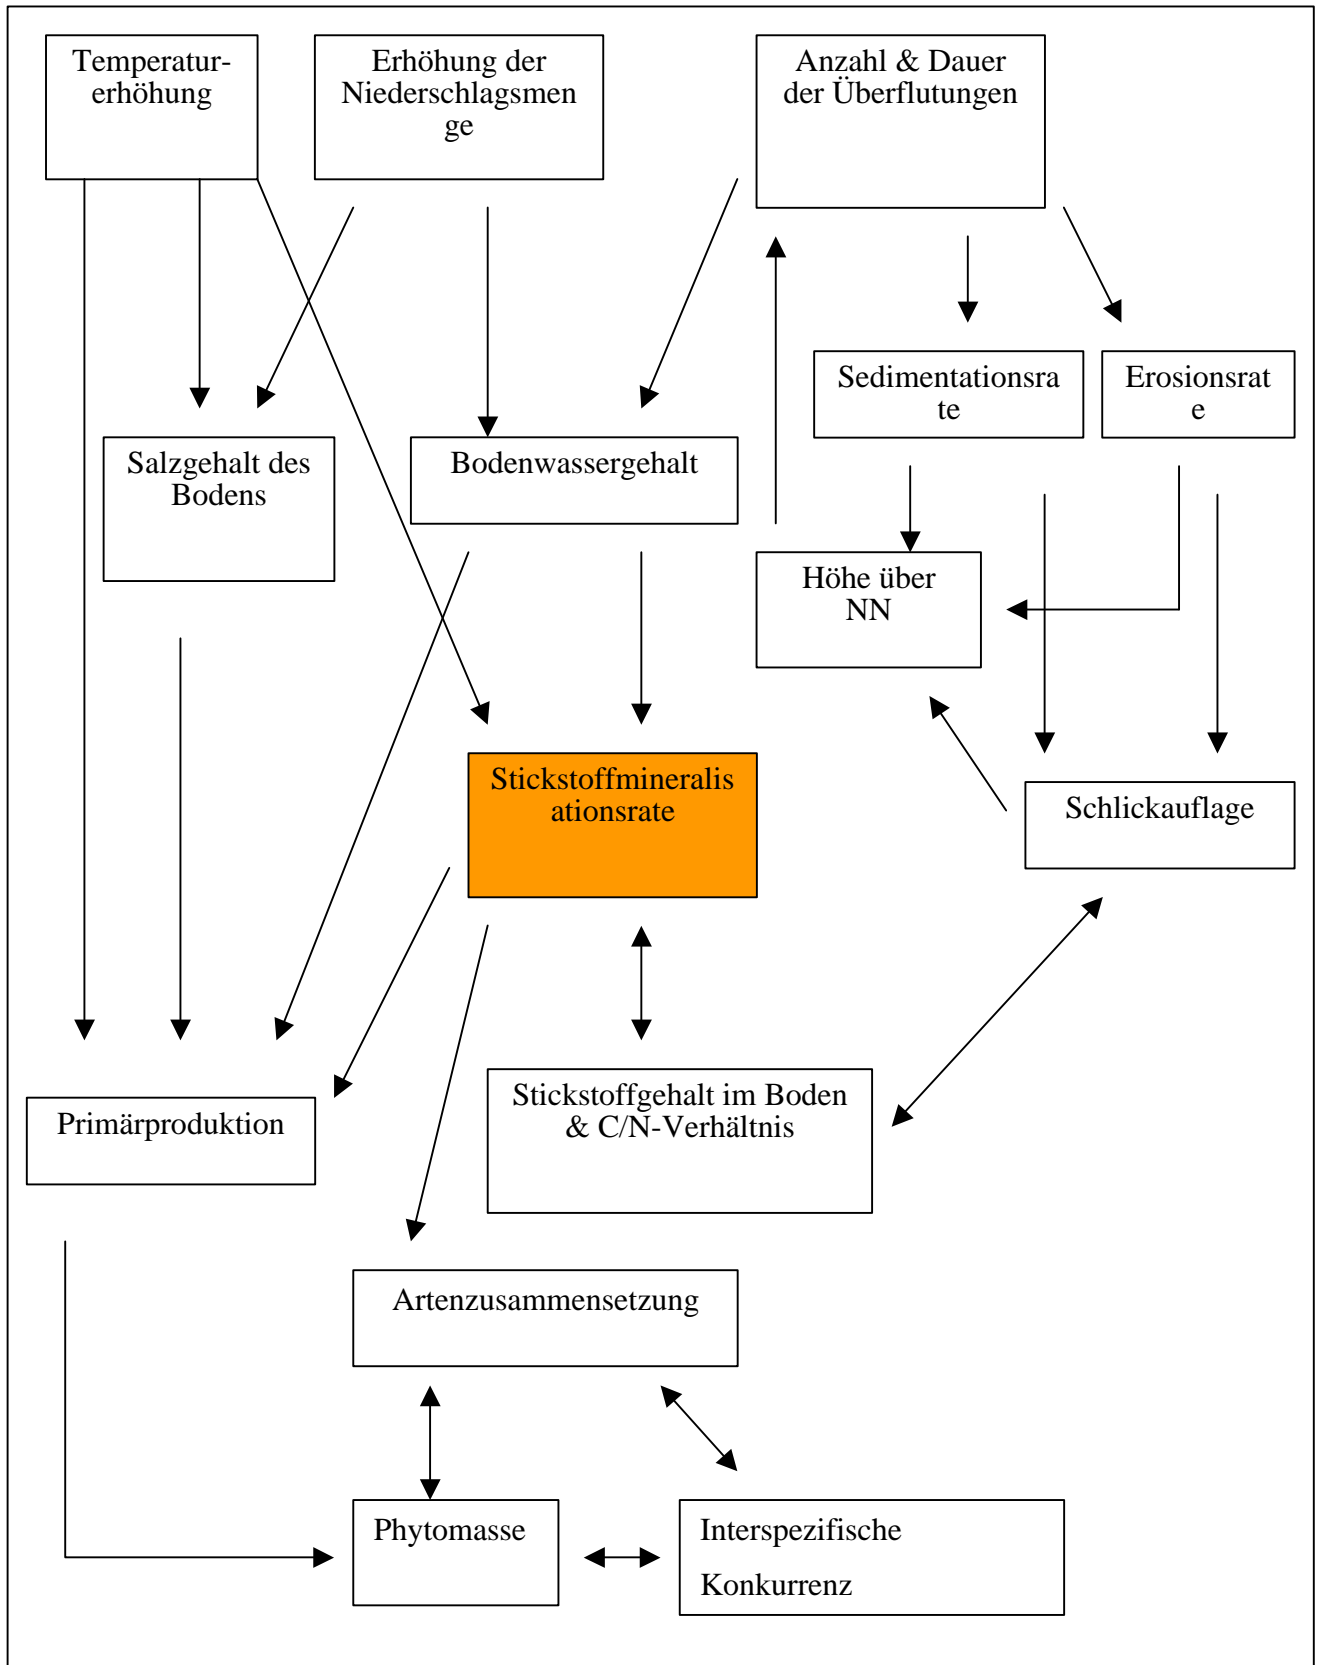 Temperatur-
erhöhung
Erhöhung der
Niederschlagsmen
ge
Anzahl & Dauer
der Überflutungen
Sedimentationsra
te
Erosionsrat
e
Salzgehalt des
Bodens
Bodenwassergehalt
Höhe über
NN
Stickstoffmineralis
ationsrate
Schlickauflage
Primärproduktion
Stickstoffgehalt im Boden
& C/N-Verhältnis
Artenzusammensetzung
Phytomasse
Interspezifische
Konkurrenz